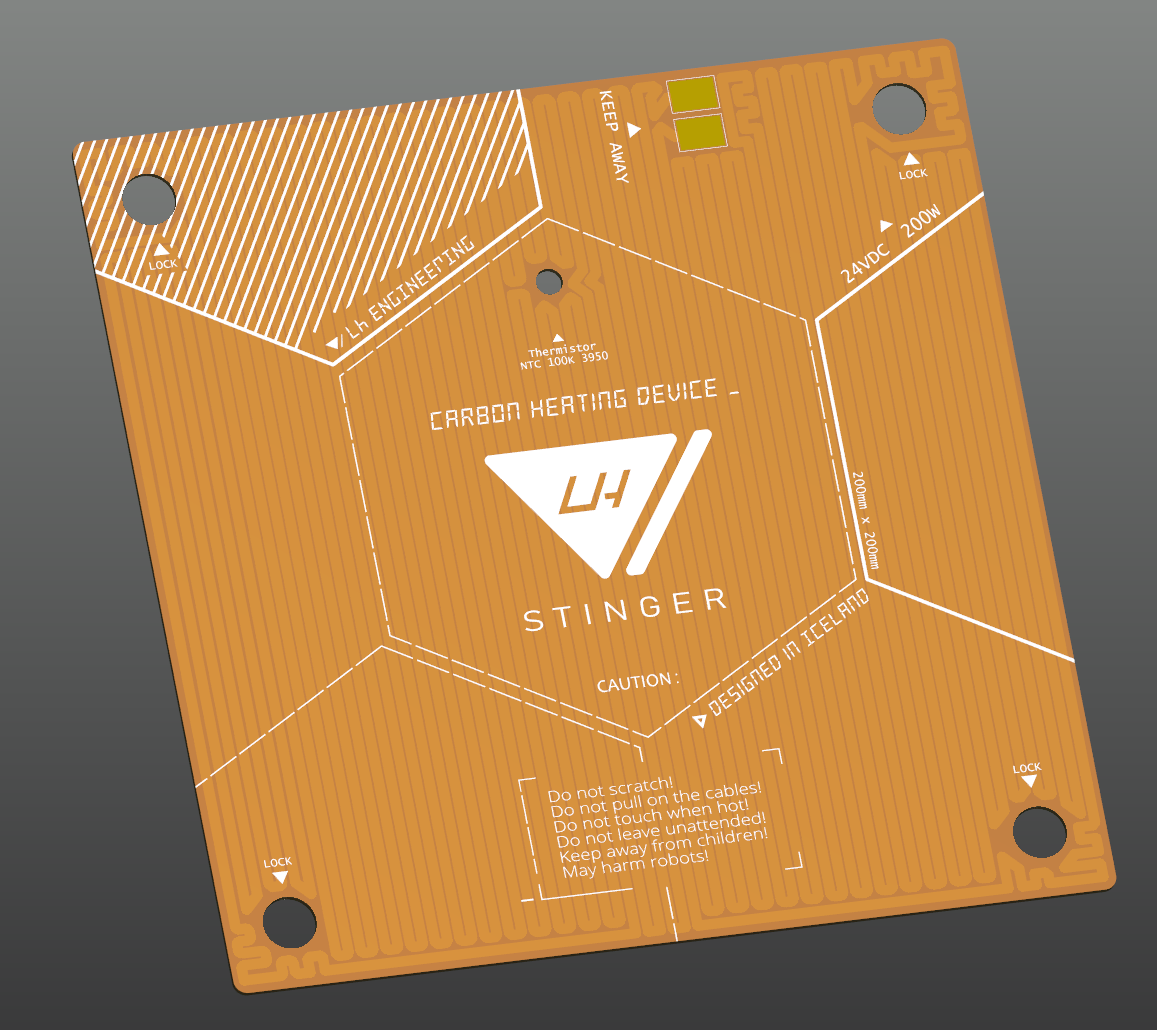 KEEP AWAY
LOCK
24VDC 200W
LOCK
Lh ENGINEERING
Thermistor
NTC 100K 3950
CARBON HEATING DEVICE _
LH
200mm x 200mm
STINGER
DESIGNED IN ICELAND
CAUTION:
Do not scratch!
Do not pull on the cables!
Do not touch when hot!
Do not leave unattended!
Keep away from children!
May harm robots!
LOCK
LOCK